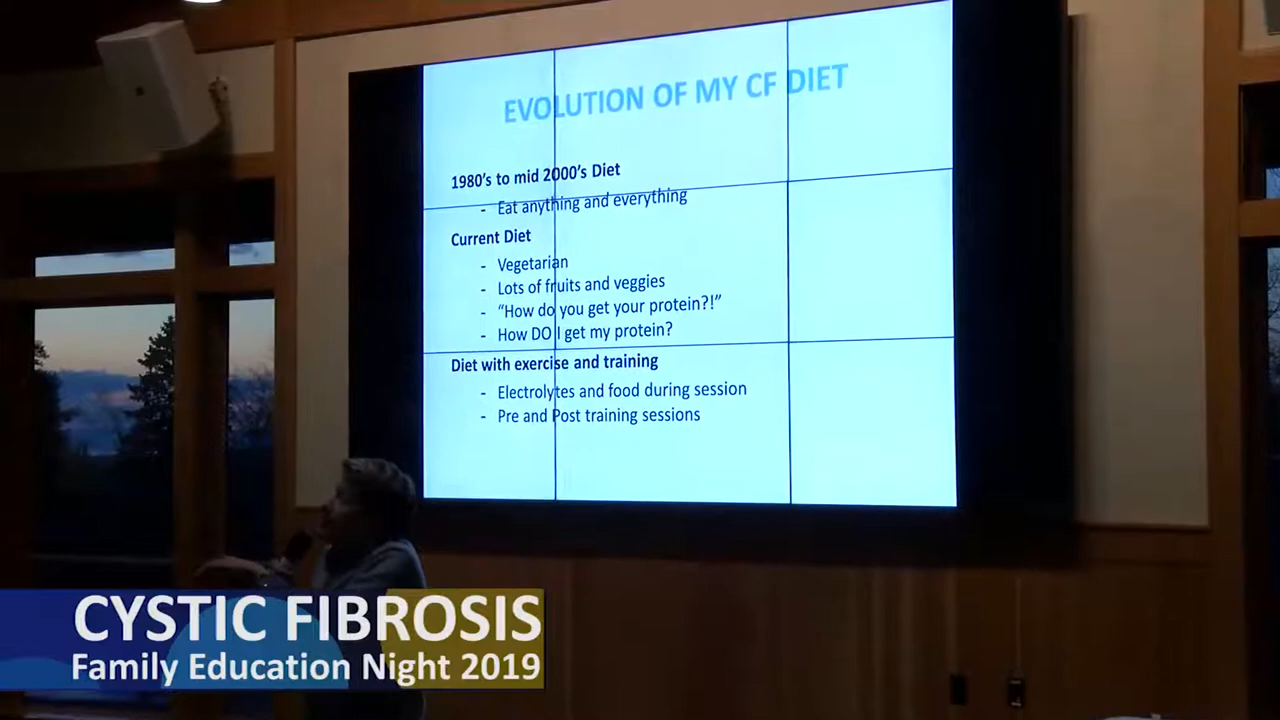 EVOLUTION OF MY CF DIET
1980's to mid 2000's Diet
- Eat anything and everything
Current Diet
- Vegetarian
- Lots of fruits and veggies
- “How do you get your protein?!”
- How DO I get my protein?
Diet with exercise and training
- Electrolytes and food during session
- Pre and Post training sessions
CYSTIC FIBROSIS
Family Education Night 2019